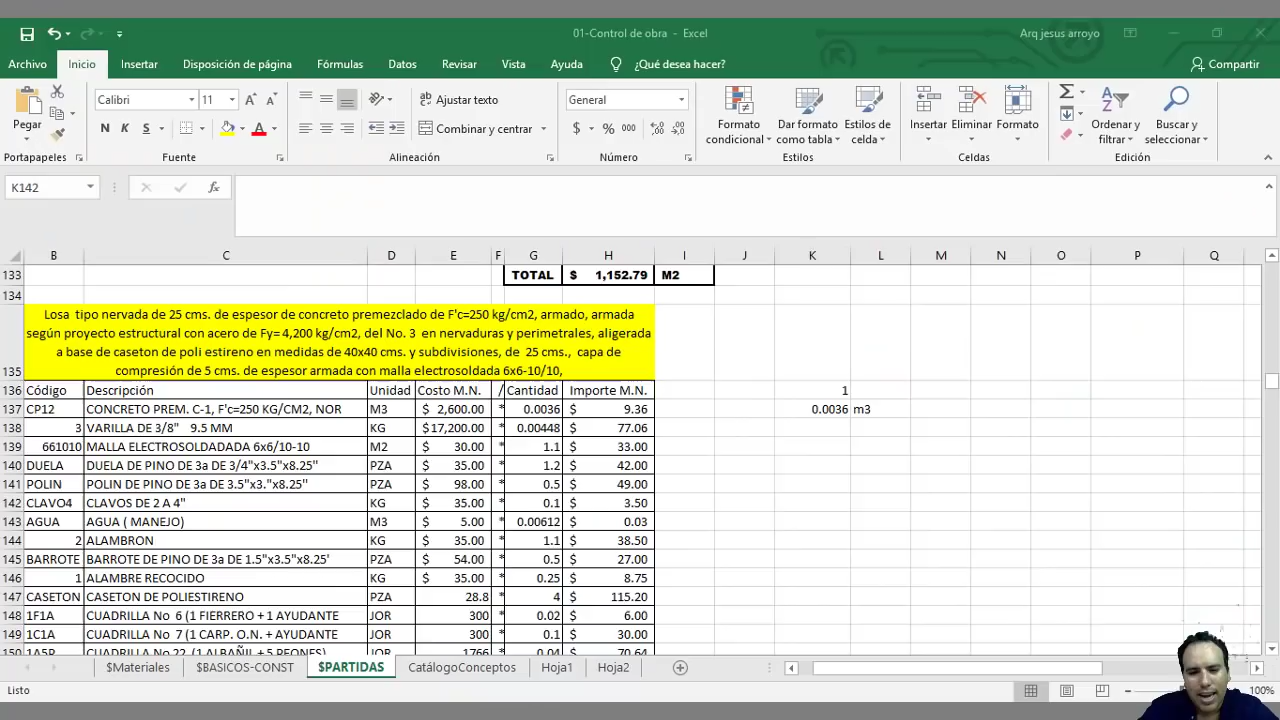 01-Control de obra - Excel
Arq jesus arroyo
Archivo Inicio Insertar Disposición de página Fórmulas Datos Revisar Vista Ayuda ¿Qué desea hacer? Compartir
Pegar
Calibri 11
N K S
Ajustar texto
Combinar y centrar
General
$ % 000
Formato condicional
Dar formato como tabla
Estilos de celda
Insertar Eliminar Formato
Ordenar y filtrar
Buscar y seleccionar
Portapapeles Fuente Alineación Número Estilos Celdas Edición
K142 fx
B C D E F G H I J K L M N O P Q
133 TOTAL $ 1,152.79 M2
134
Losa tipo nervada de 25 cms. de espesor de concreto premezclado de F'c=250 kg/cm2, armado, armada
según proyecto estructural con acero de Fy= 4,200 kg/cm2, del No. 3 en nervaduras y perimetrales, aligerada
a base de caseton de poli estireno en medidas de 40x40 cms. y subdivisiones, de 25 cms., capa de
135 compresión de 5 cms. de espesor armada con malla electrosoldada 6x6-10/10,
136 Código Descripción Unidad Costo M.N. / Cantidad Importe M.N. 1
137 CP12 CONCRETO PREM. C-1, F'c=250 KG/CM2, NOR M3 $ 2,600.00 * 0.0036 $ 9.36 0.0036 m3
138 3 VARILLA DE 3/8" 9.5 MM KG $17,200.00 * 0.00448 $ 77.06
139 661010 MALLA ELECTROSOLDADADA 6x6/10-10 M2 $ 30.00 * 1.1 $ 33.00
140 DUELA DUELA DE PINO DE 3a DE 3/4"x3.5"x8.25" PZA $ 35.00 * 1.2 $ 42.00
141 POLIN POLIN DE PINO DE 3a DE 3.5"x3."x8.25" PZA $ 98.00 * 0.5 $ 49.00
142 CLAVO4 CLAVOS DE 2 A 4" KG $ 35.00 * 0.1 $ 3.50
143 AGUA AGUA ( MANEJO) M3 $ 5.00 * 0.00612 $ 0.03
144 2 ALAMBRON KG $ 35.00 * 1.1 $ 38.50
145 BARROTE BARROTE DE PINO DE 3a DE 1.5"x3.5"x8.25' PZA $ 54.00 * 0.5 $ 27.00
146 1 ALAMBRE RECOCIDO KG $ 35.00 * 0.25 $ 8.75
147 CASETON CASETON DE POLIESTIRENO PZA 28.8 * 4 $ 115.20
148 1F1A CUADRILLA No 6 (1 FIERRERO + 1 AYUDANTE JOR 300 * 0.02 $ 6.00
149 1C1A CUADRILLA No 7 (1 CARP. O.N. + AYUDANTE JOR 300 * 0.1 $ 30.00
150 1A5P CUADRILLA No 22 (1 ALBAÑIL + 5 PEONES) JOR 1766 * 0.04 $ 70.64
$Materiales $BASICOS-CONST $PARTIDAS CatálogoConceptos Hoja1 Hoja2
Listo 100%